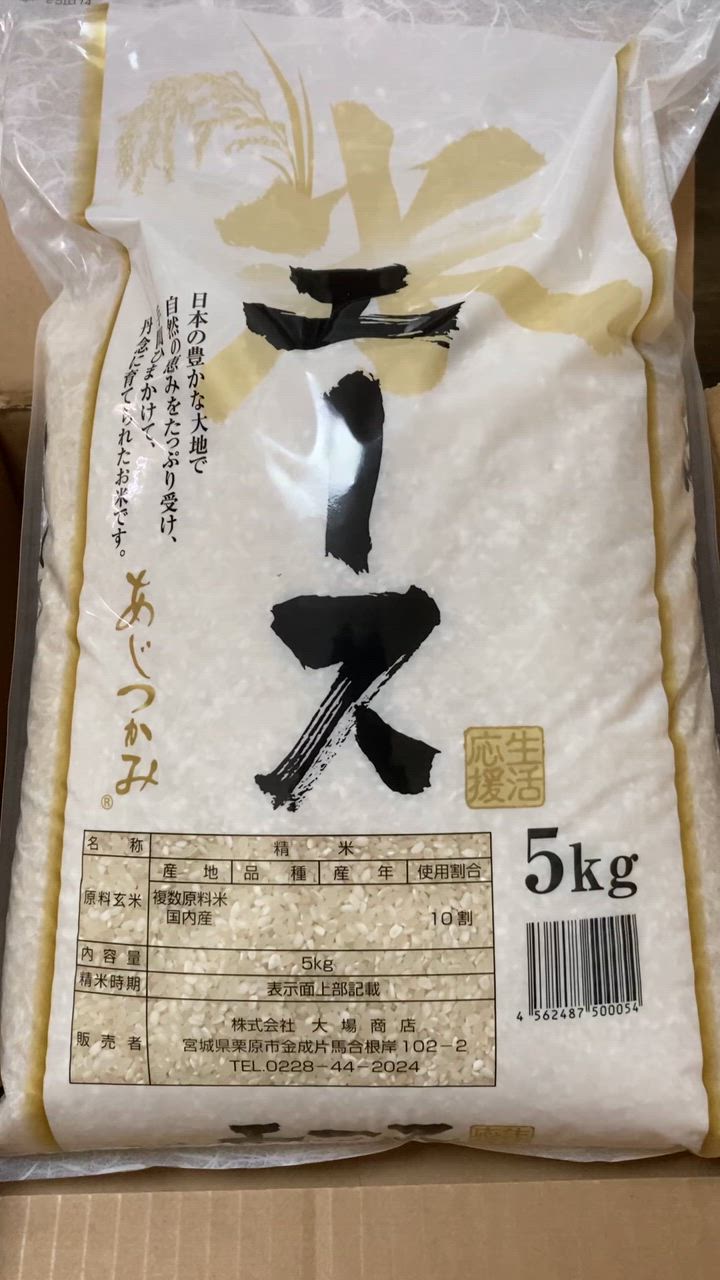 米
エース
日本の豊かな大地で
自然の恵みをたっぷり受け、
ひまかけて、
丹念に育てられたお米です。
あじつかみ
®
生活
応援
5kg
名称 精米
原料玄米 産地 品種 産年 使用割合
複数原料米
国内産 10割
内容量 5kg
精米時期 表示面上部記載
販売者 株式会社 大場商店
宮城県栗原市金成片馬合根岸102-2
TEL.0228-44-2024
4 562487 500054